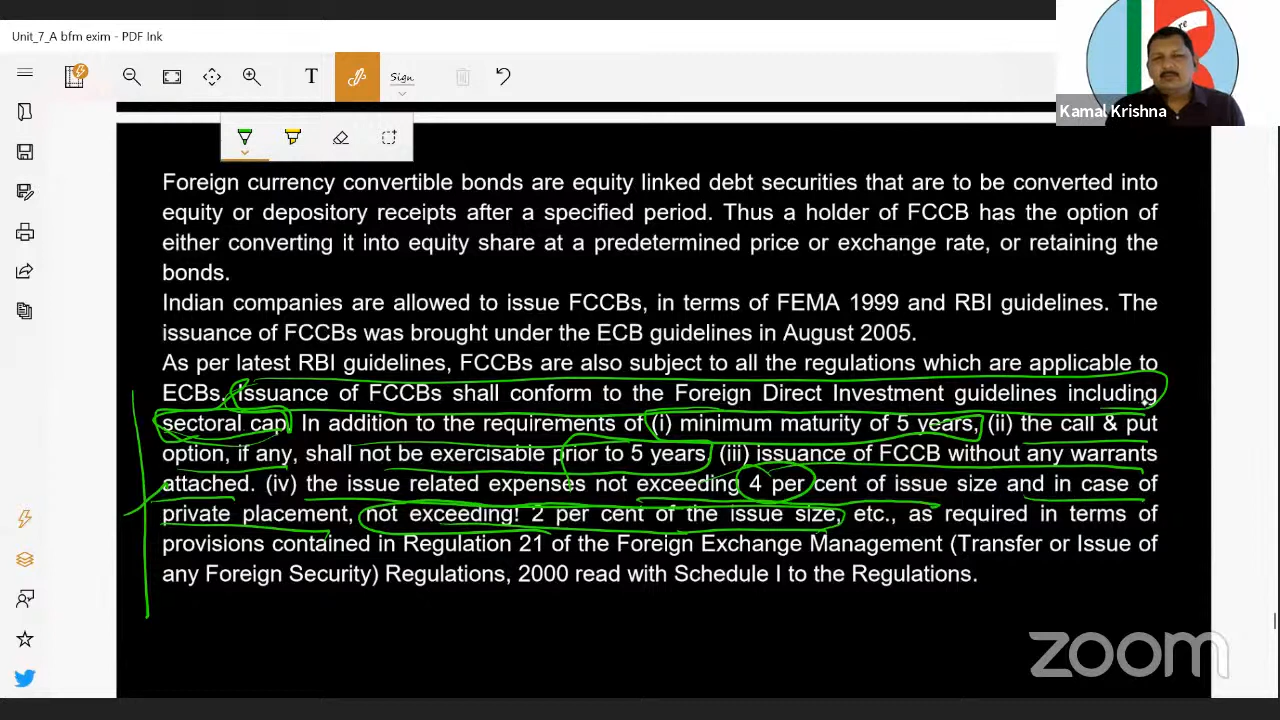 Unit_7_A bfm exim - PDF Ink
T
Sign
re
Kamal Krishna
Foreign currency convertible bonds are equity linked debt securities that are to be converted into
equity or depository receipts after a specified period. Thus a holder of FCCB has the option of
either converting it into equity share at a predetermined price or exchange rate, or retaining the
bonds.
Indian companies are allowed to issue FCCBs, in terms of FEMA 1999 and RBI guidelines. The
issuance of FCCBs was brought under the ECB guidelines in August 2005.
As per latest RBI guidelines, FCCBs are also subject to all the regulations which are applicable to
ECBs. Issuance of FCCBs shall conform to the Foreign Direct Investment guidelines including
sectoral cap. In addition to the requirements of (i) minimum maturity of 5 years, (ii) the call & put
option, if any, shall not be exercisable prior to 5 years, (iii) issuance of FCCB without any warrants
attached. (iv) the issue related expenses not exceeding 4 per cent of issue size and in case of
private placement, not exceeding! 2 per cent of the issue size, etc., as required in terms of
provisions contained in Regulation 21 of the Foreign Exchange Management (Transfer or Issue of
any Foreign Security) Regulations, 2000 read with Schedule I to the Regulations.
zoom